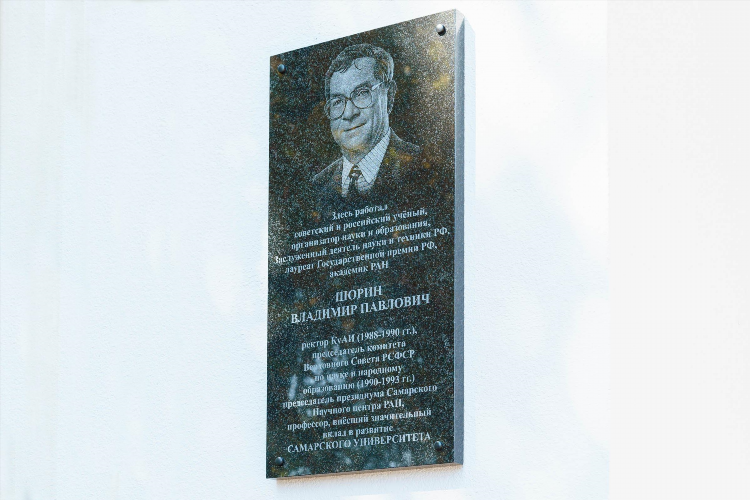 Здесь работал
советский и российский учёный,
организатор науки и образования,
Заслуженный деятель науки и техники РФ,
лауреат Государственной премии РФ,
академик РАН
ШОРИН
ВЛАДИМИР ПАВЛОВИЧ
ректор КуАИ (1988-1990 гг.),
председатель комитета
Верховного Совета РСФСР
по науке и народному
образованию (1990-1993 гг.)
председатель президиума Самарского
Научного центра РАН,
профессор, внёсший значительный
вклад в развитие
САМАРСКОГО УНИВЕРСИТЕТА